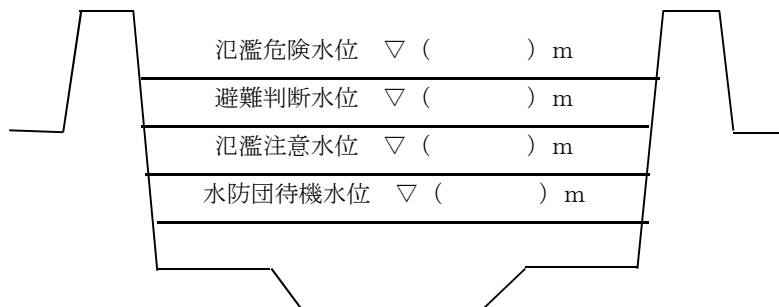 氾濫危険水位　▽（　　　　）m
避難判断水位　▽（　　　　）m
氾濫注意水位　▽（　　　　）m
水防団待機水位　▽（　　　　）m